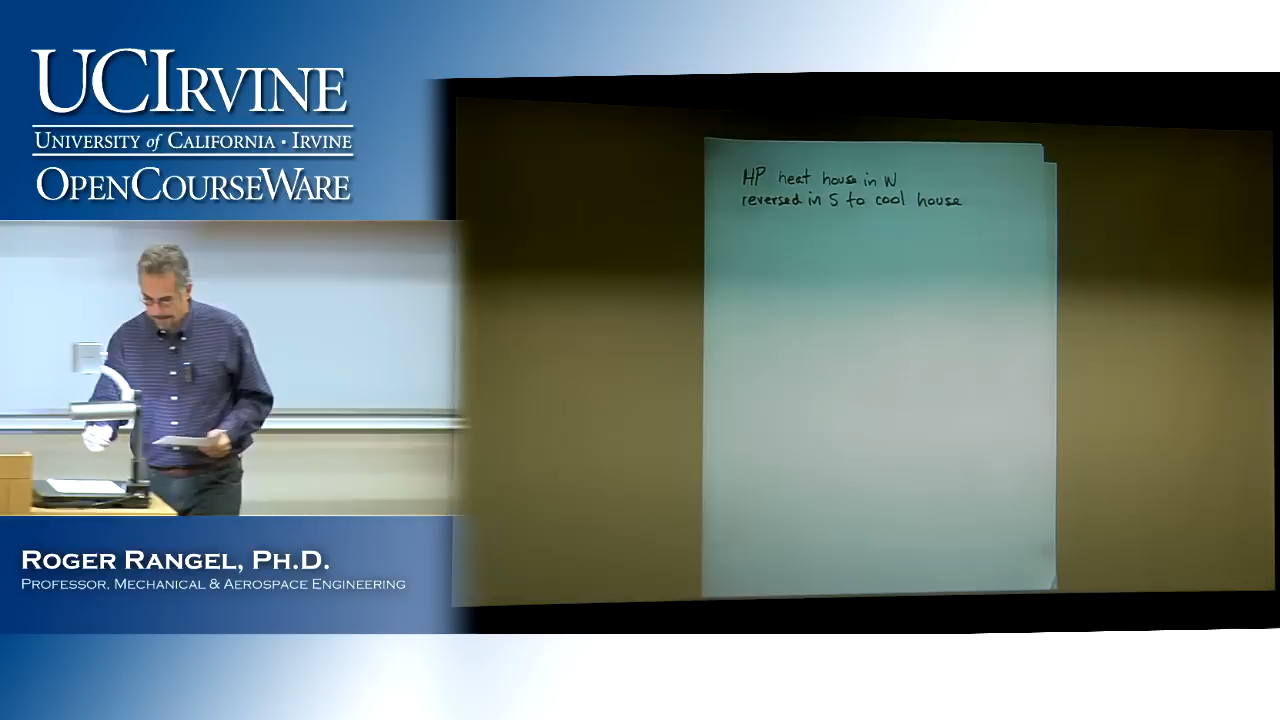 UCIRVINE
UNIVERSITY of CALIFORNIA · IRVINE
OPENCOURSEWARE
HP heat house in W
reversed in S to cool house
ROGER RANGEL, PH.D.
PROFESSOR, MECHANICAL & AEROSPACE ENGINEERING